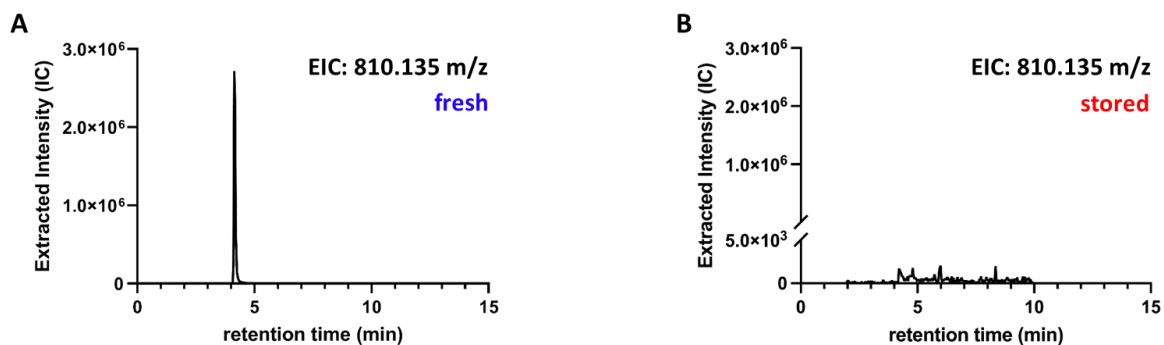 A
Extracted Intensity (IC)
3.0×10⁶
2.0×10⁶
1.0×10⁶
0
EIC: 810.135 m/z
fresh
0 5 10 15
retention time (min)
B
Extracted Intensity (IC)
3.0×10⁶
2.0×10⁶
1.0×10⁶
5.0×10³
0
EIC: 810.135 m/z
stored
0 5 10 15
retention time (min)